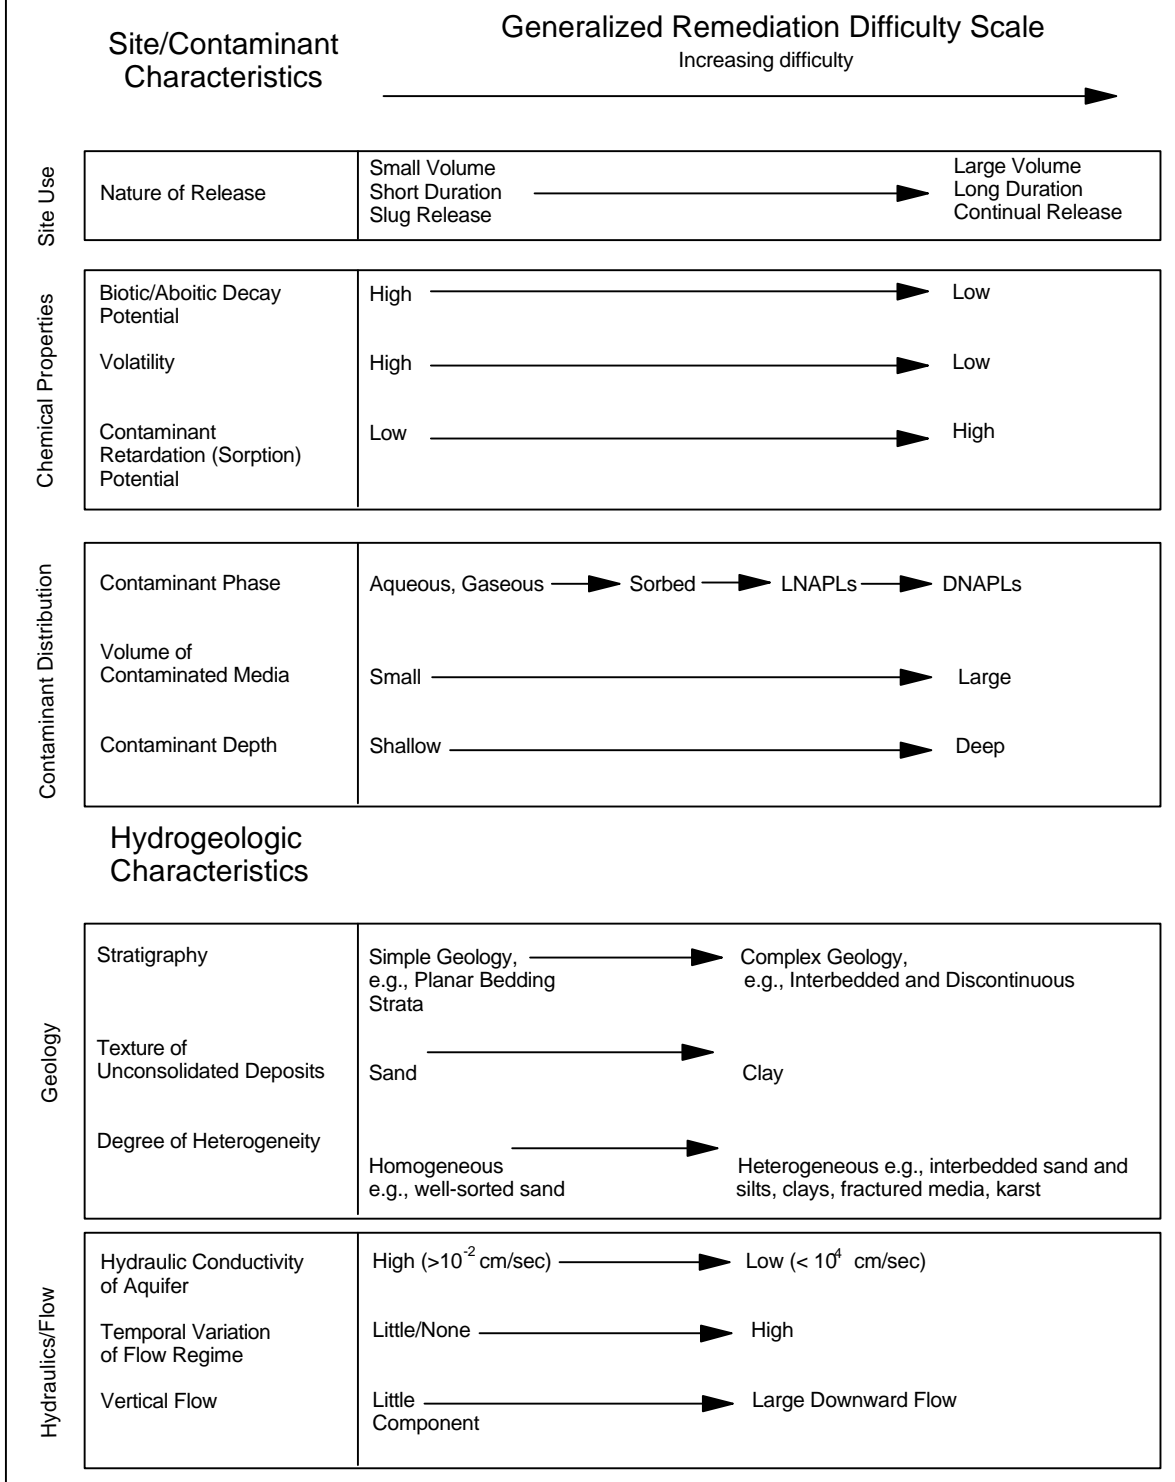 Site/Contaminant
Characteristics
Generalized Remediation Difficulty Scale
Increasing difficulty
Site Use
Nature of Release
Small Volume
Short Duration
Slug Release
Large Volume
Long Duration
Continual Release
Chemical Properties
Biotic/Aboitic Decay
Potential
High
Low
Volatility
High
Low
Contaminant
Retardation (Sorption)
Potential
Low
High
Contaminant Distribution
Contaminant Phase
Aqueous, Gaseous
Sorbed
LNAPLs
DNAPLs
Volume of
Contaminated Media
Small
Large
Contaminant Depth
Shallow
Deep
Hydrogeologic
Characteristics
Geology
Stratigraphy
Simple Geology,
e.g., Planar Bedding
Strata
Complex Geology,
e.g., Interbedded and Discontinuous
Texture of
Unconsolidated Deposits
Sand
Clay
Degree of Heterogeneity
Homogeneous
e.g., well-sorted sand
Heterogeneous e.g., interbedded sand and
silts, clays, fractured media, karst
Hydraulics/Flow
Hydraulic Conductivity
of Aquifer
High (>10⁻² cm/sec)
Low (< 10⁴ cm/sec)
Temporal Variation
of Flow Regime
Little/None
High
Vertical Flow
Little
Component
Large Downward Flow